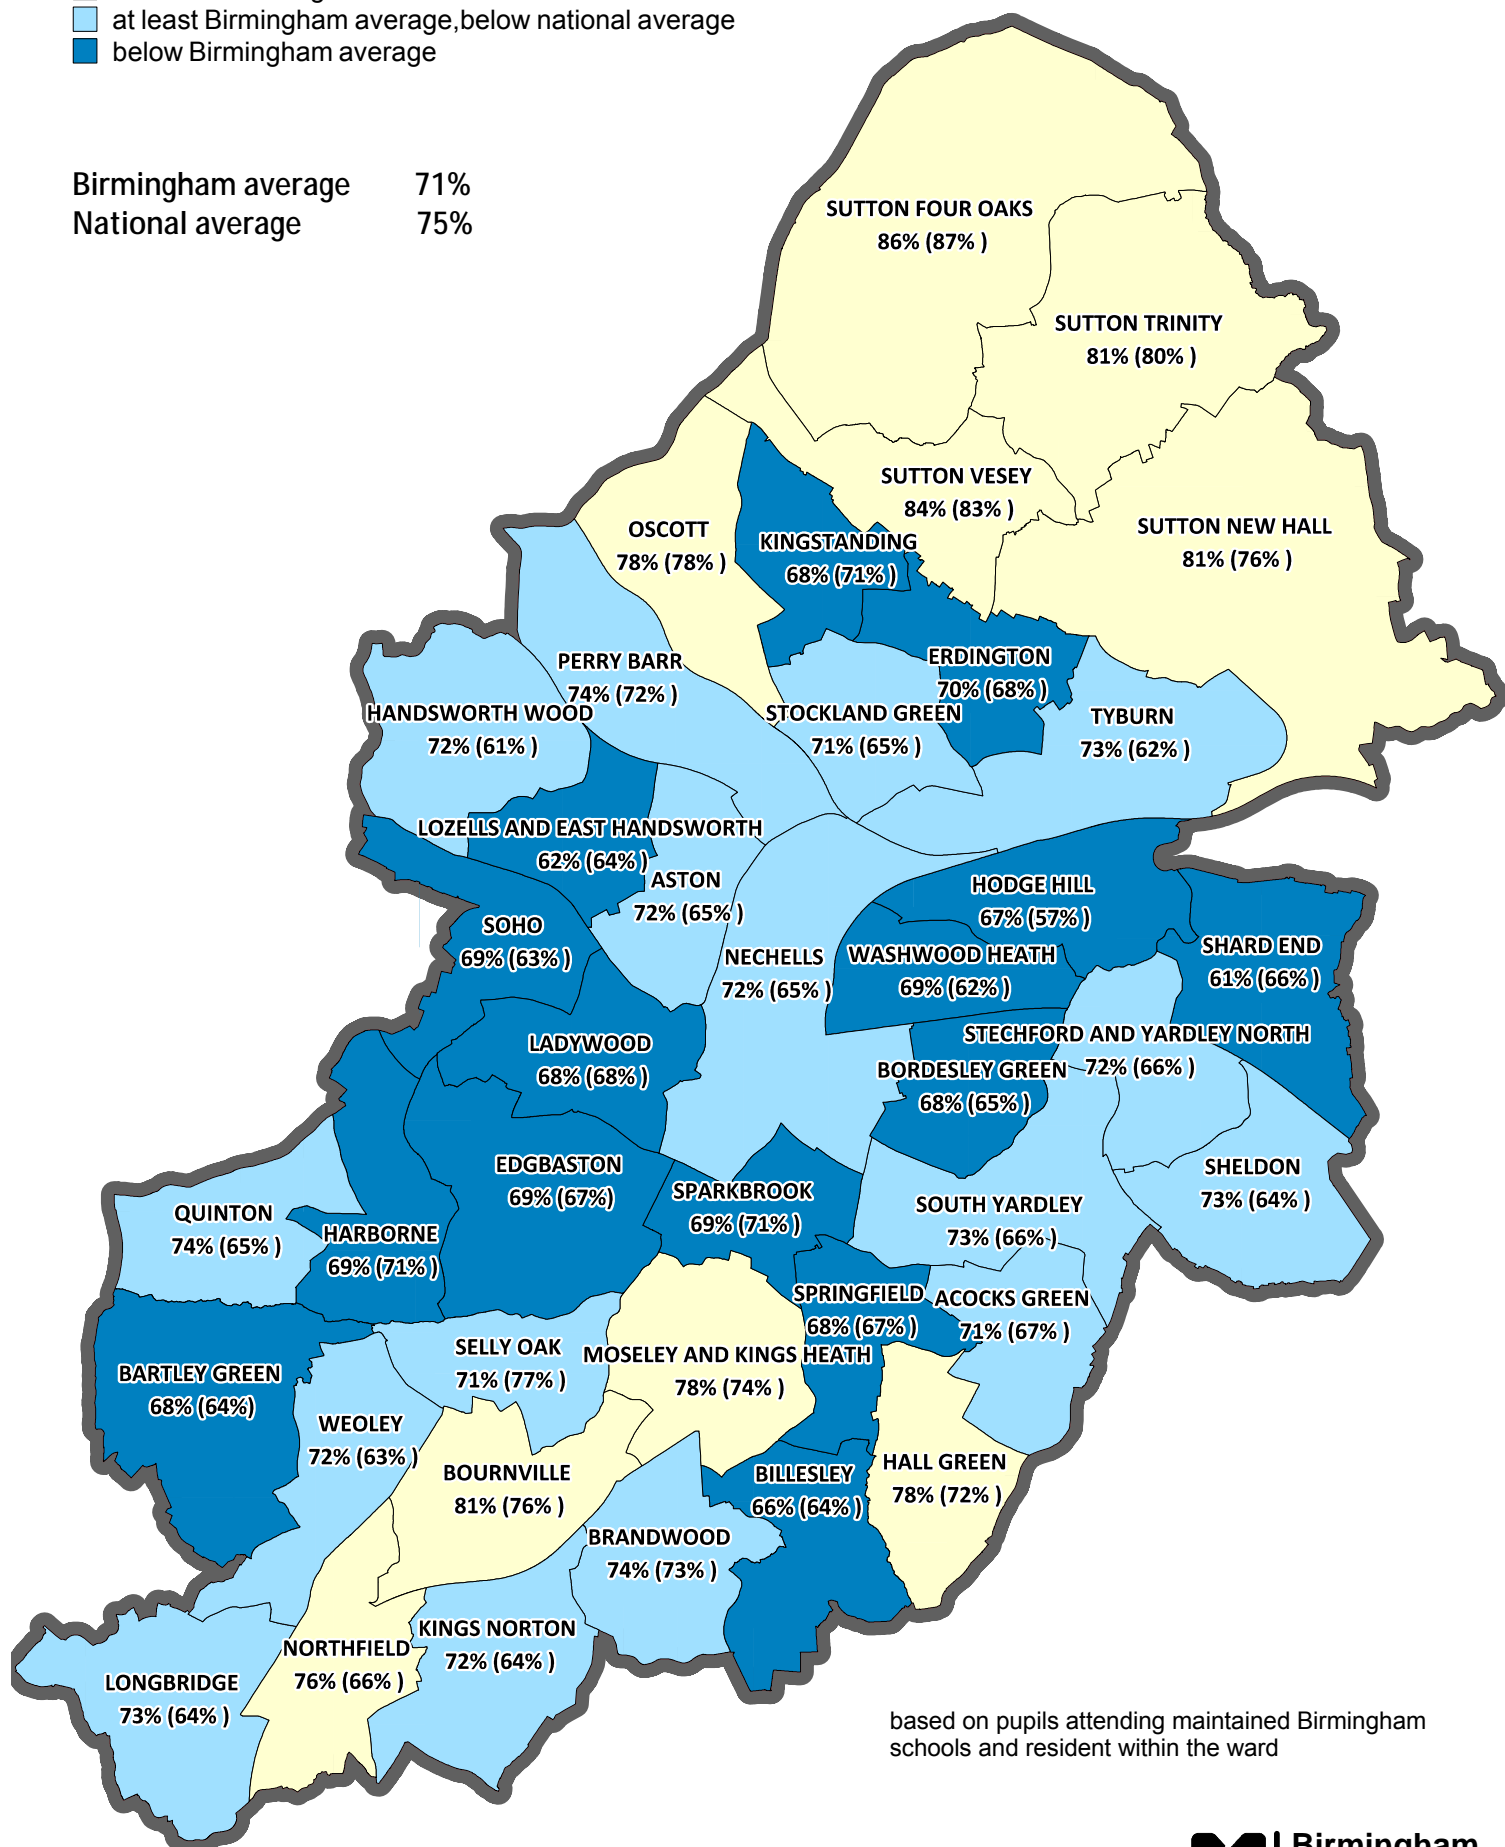 at least Birmingham average,below national average
below Birmingham average
Birmingham average 71%
National average 75%
SUTTON FOUR OAKS
86% (87% )
SUTTON TRINITY
81% (80% )
SUTTON VESEY
84% (83% )
SUTTON NEW HALL
81% (76% )
OSCOTT
78% (78% )
KINGSTANDING
68% (71% )
ERDINGTON
70% (68% )
PERRY BARR
74% (72% )
HANDSWORTH WOOD
72% (61% )
STOCKLAND GREEN
71% (65% )
TYBURN
73% (62% )
LOZELLS AND EAST HANDSWORTH
62% (64% )
ASTON
72% (65% )
HODGE HILL
67% (57% )
SOHO
69% (63% )
NECHELLS
72% (65% )
WASHWOOD HEATH
69% (62% )
SHARD END
61% (66% )
LADYWOOD
68% (68% )
STECHFORD AND YARDLEY NORTH
72% (66% )
BORDESLEY GREEN
68% (65% )
EDGBASTON
69% (67%)
SPARKBROOK
69% (71% )
SHELDON
73% (64% )
SOUTH YARDLEY
73% (66% )
QUINTON
74% (65% )
HARBORNE
69% (71% )
SPRINGFIELD
68% (67% )
ACOCKS GREEN
71% (67% )
SELLY OAK
71% (77% )
MOSELEY AND KINGS HEATH
78% (74% )
BARTLEY GREEN
68% (64%)
WEOLEY
72% (63% )
BOURNVILLE
81% (76% )
BILLESLEY
66% (64% )
HALL GREEN
78% (72% )
BRANDWOOD
74% (73% )
KINGS NORTON
72% (64% )
NORTHFIELD
76% (66% )
LONGBRIDGE
73% (64% )
based on pupils attending maintained Birmingham
schools and resident within the ward
Birmingham